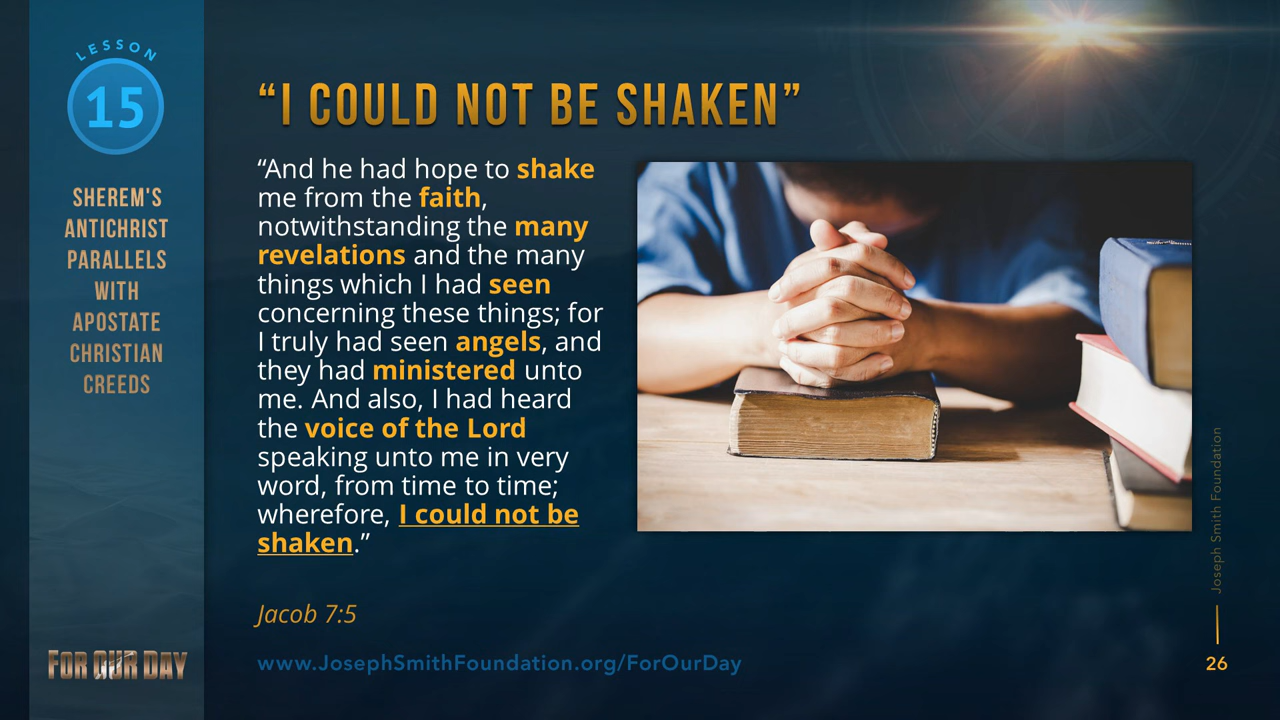 LESSON
15
SHEREM'S
ANTICHRIST
PARALLELS
WITH
APOSTATE
CHRISTIAN
CREEDS
FOR OUR DAY
“I COULD NOT BE SHAKEN”
“And he had hope to shake
me from the faith,
notwithstanding the many
revelations and the many
things which I had seen
concerning these things; for
I truly had seen angels, and
they had ministered unto
me. And also, I had heard
the voice of the Lord
speaking unto me in very
word, from time to time;
wherefore, I could not be
shaken.”
Jacob 7:5
www.JosephSmithFoundation.org/ForOurDay
Joseph Smith Foundation
26